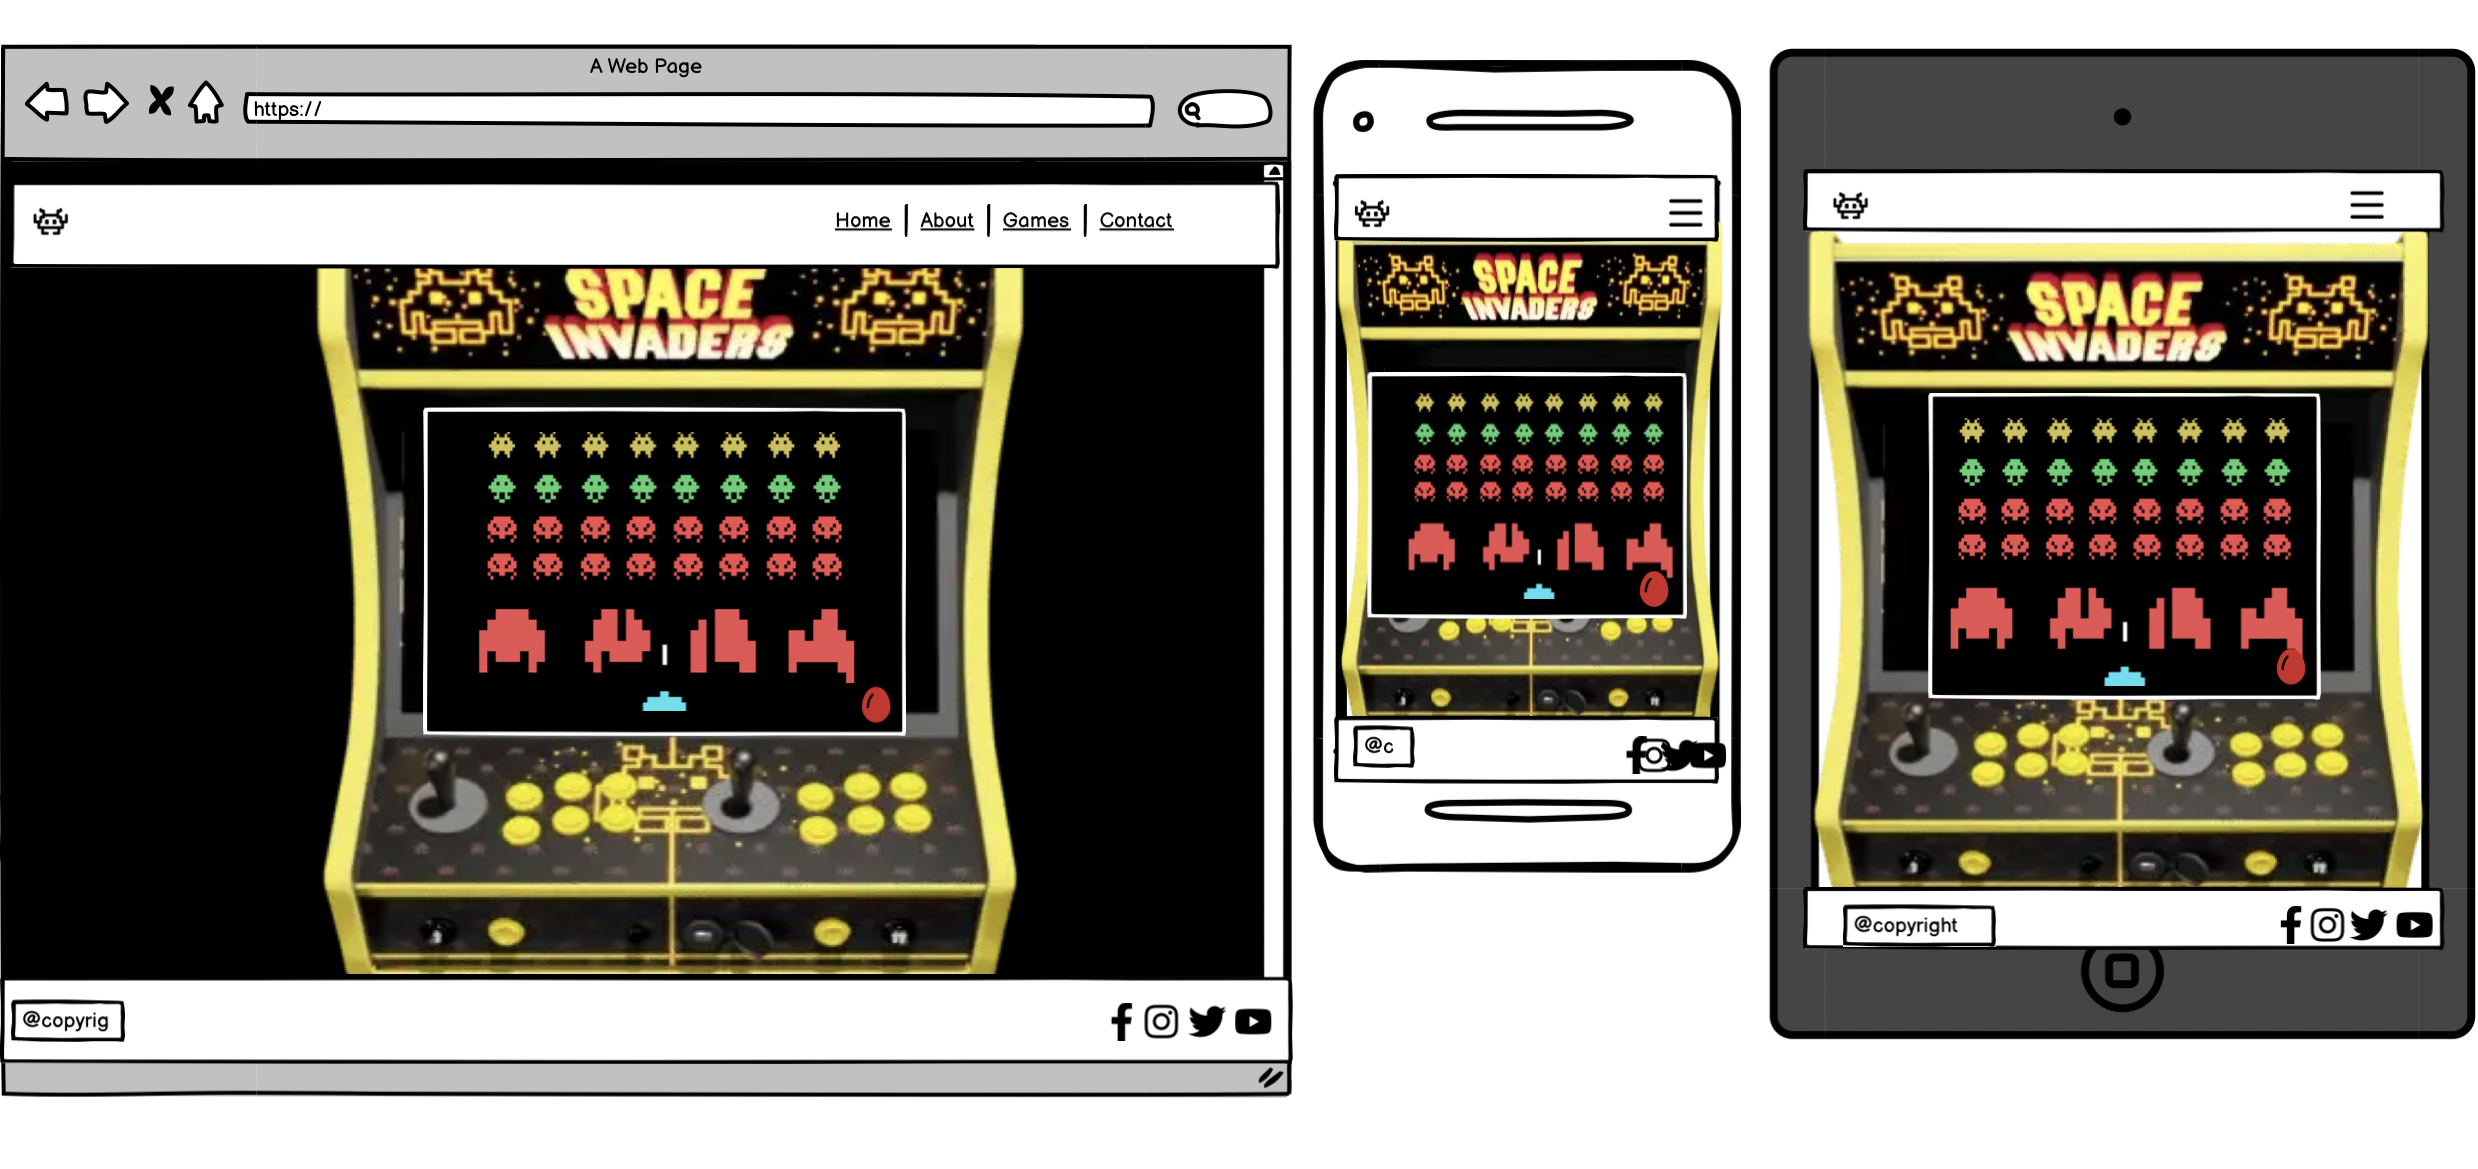 A Web Page
https://
Home
About
Games
Contact
SPACE
INVADERS
@copyrig
SPACE
INVADERS
@c
SPACE
INVADERS
@copyright